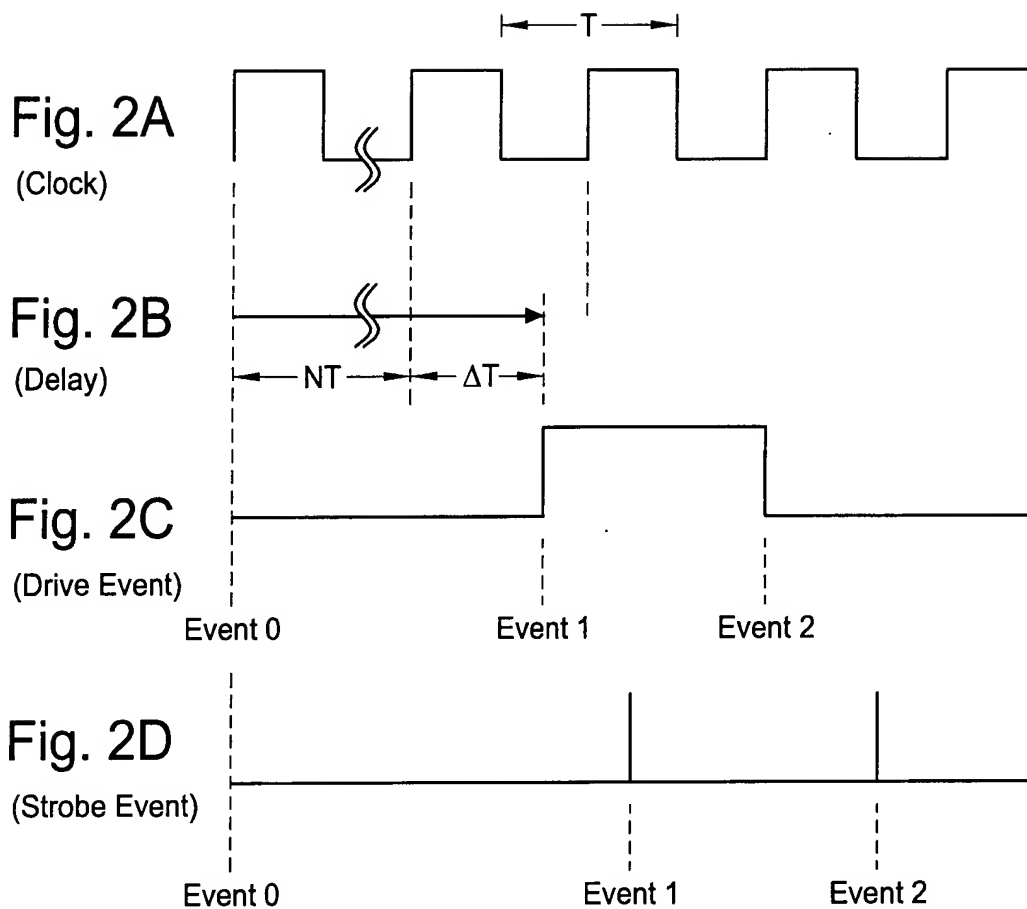 T
Fig. 2A
(Clock)
Fig. 2B
(Delay)
NT
ΔT
Fig. 2C
(Drive Event)
Event 0
Event 1
Event 2
Fig. 2D
(Strobe Event)
Event 0
Event 1
Event 2